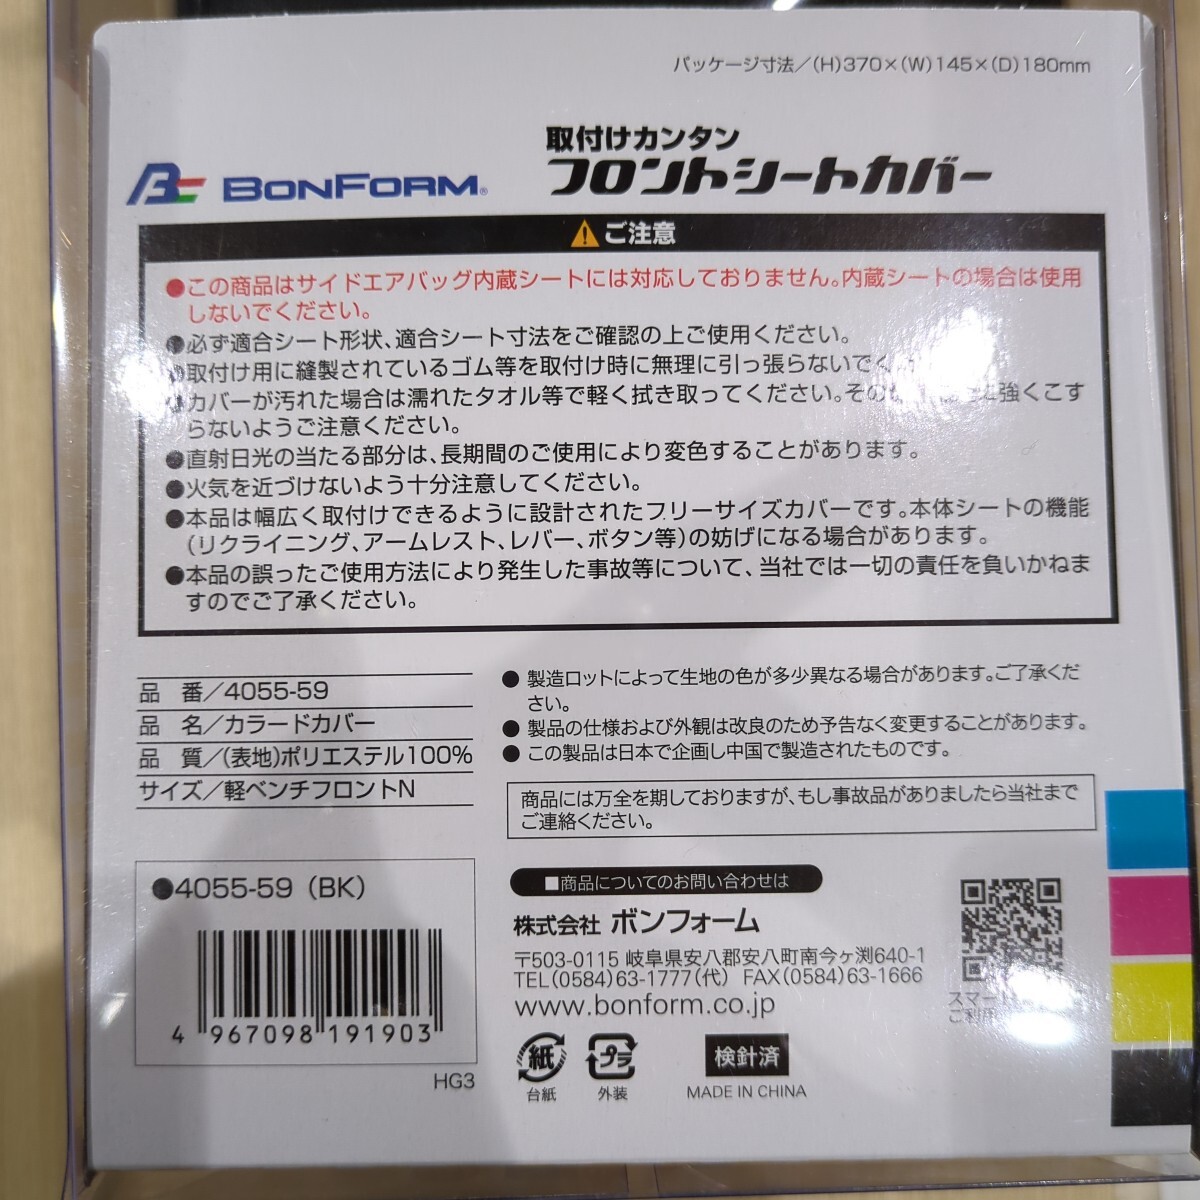 パッケージ寸法／(H)370×(W)145×(D)180mm
BONFORM®
取付けカンタン
フロントシートカバー
ご注意
●この商品はサイドエアバッグ内蔵シートには対応しておりません。内蔵シートの場合は使用
しないでください。
●必ず適合シート形状、適合シート寸法をご確認の上ご使用ください。
●取付け用に縫製されているゴム等を取付け時に無理に引っ張らないでく
●カバーが汚れた場合は濡れたタオル等で軽く拭き取ってください。その 強くこす
らないようご注意ください。
●直射日光の当たる部分は、長期間のご使用により変色することがあります。
●火気を近づけないよう十分注意してください。
●本品は幅広く取付けできるように設計されたフリーサイズカバーです。本体シートの機能
(リクライニング、アームレスト、レバー、ボタン等)の妨げになる場合があります。
●本品の誤ったご使用方法により発生した事故等について、当社では一切の責任を負いかねま
すのでご了承ください。
品 番／4055-59
品 名／カラードカバー
品 質／(表地)ポリエステル100%
サイズ／軽ベンチフロントN
● 製造ロットによって生地の色が多少異なる場合があります。ご了承くだ
さい。
● 製品の仕様および外観は改良のため予告なく変更することがあります。
● この製品は日本で企画し中国で製造されたものです。
商品には万全を期しておりますが、もし事故品がありましたら当社まで
ご連絡ください。
●4055-59（BK）
4 967098 191903
HG3
■商品についてのお問い合わせは
株式会社 ボンフォーム
〒503-0115 岐阜県安八郡安八町南今ヶ渕640-1
TEL(0584)63-1777(代) FAX(0584)63-1666
www.bonform.co.jp
スマート
ご利用
紙
台紙
プラ
外装
検針済
MADE IN CHINA